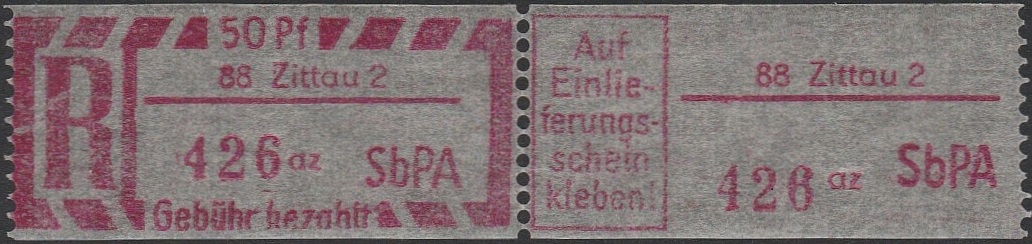 50 Pf
R
88 Zittau 2
426 az SbPA
Gebühr bezahlt
Auf
Einlie-
ferungs-
schein
kleben!
88 Zittau 2
426 az SbPA